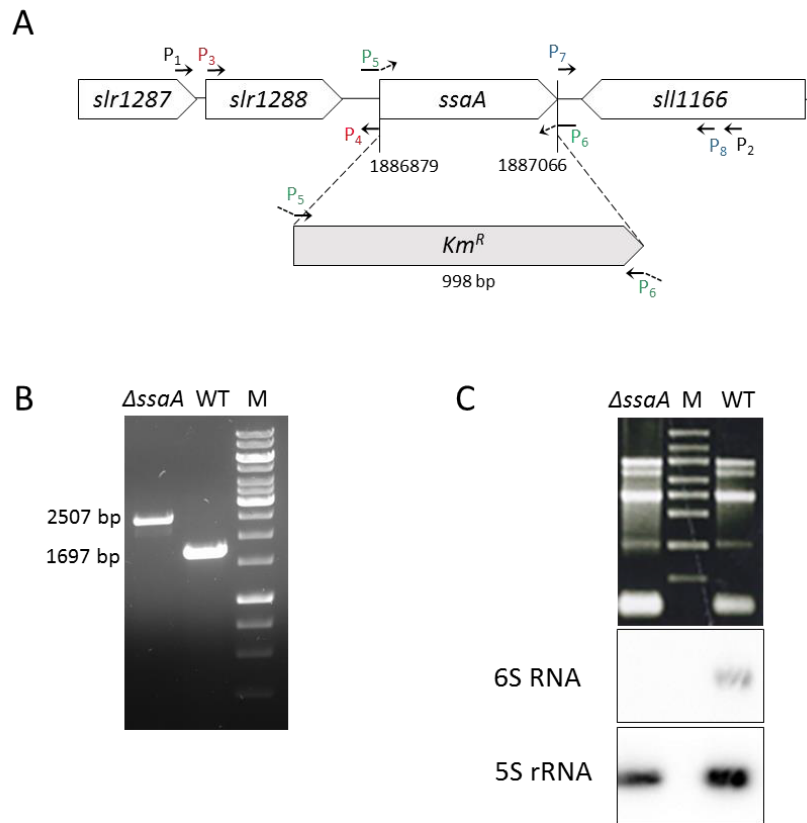 A
P1 P3 P5 P7
slr1287 slr1288 ssaA sll1166
P4 P6 P8 P2
1886879 1887066
P5
KmR
998 bp P6
B C
ΔssaA WT M ΔssaA M WT
2507 bp
1697 bp
6S RNA
5S rRNA